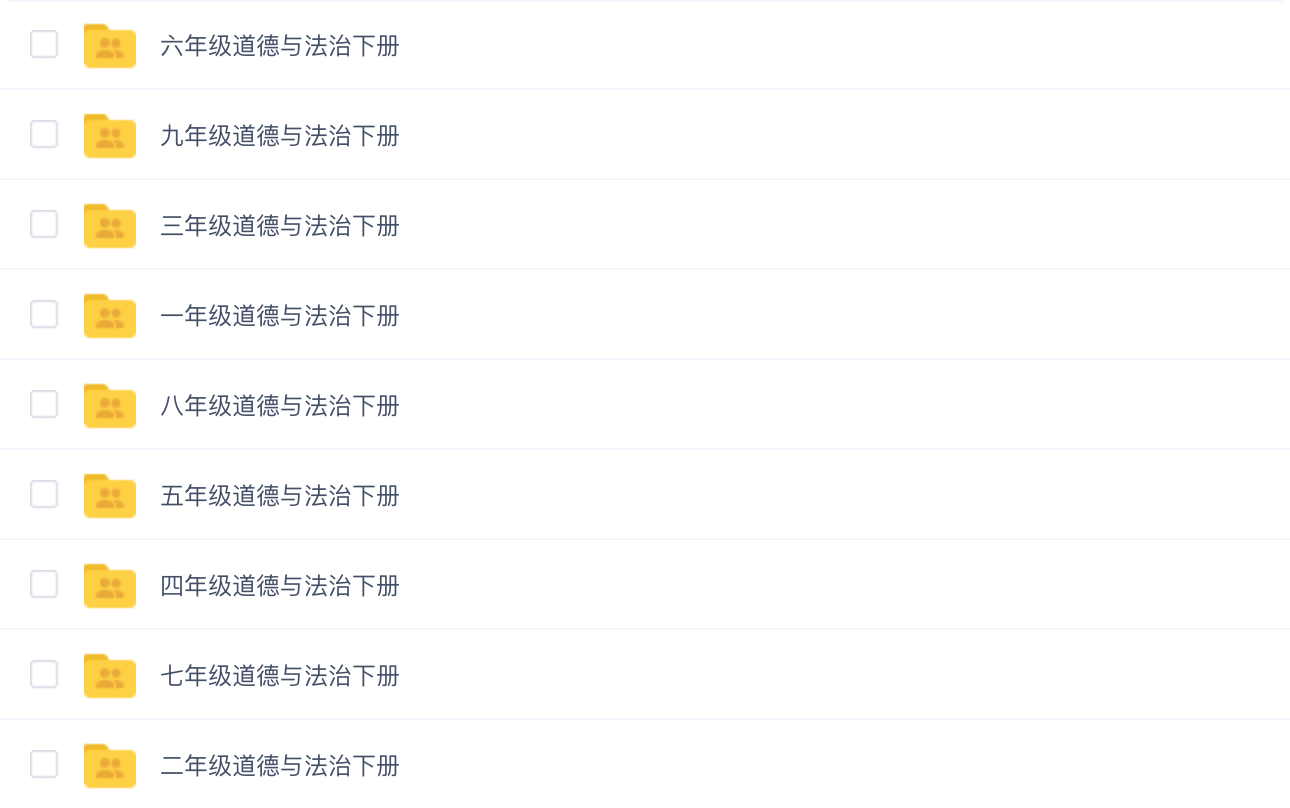 六年级道德与法治下册
九年级道德与法治下册
三年级道德与法治下册
一年级道德与法治下册
八年级道德与法治下册
五年级道德与法治下册
四年级道德与法治下册
七年级道德与法治下册
二年级道德与法治下册